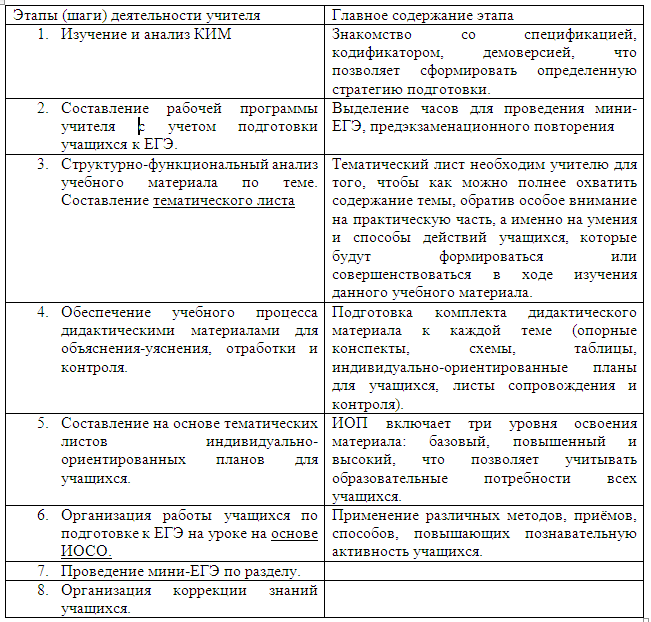 Этапы (шаги) деятельности учителя
Главное содержание этапа
1. Изучение и анализ КИМ
Знакомство со спецификацией,
кодификатором, демоверсией, что
позволяет сформировать определенную
стратегию подготовки.
2. Составление рабочей программы
учителя с учетом подготовки
учащихся к ЕГЭ.
Выделение часов для проведения мини-
ЕГЭ, предэкзаменационного повторения
3. Структурно-функциональный анализ
учебного материала по теме.
Составление тематического листа
Тематический лист необходим учителю для
того, чтобы как можно полнее охватить
содержание темы, обратив особое внимание
на практическую часть, а именно на умения
и способы действий учащихся, которые
будут формироваться или
совершенствоваться в ходе изучения
данного учебного материала.
4. Обеспечение учебного процесса
дидактическими материалами для
объяснения-уяснения, отработки и
контроля.
Подготовка комплекта дидактического
материала к каждой теме (опорные
конспекты, схемы, таблицы,
индивидуально-ориентированные планы
для учащихся, листы сопровождения и
контроля).
5. Составление на основе тематических
листов индивидуально-
ориентированных планов для
учащихся.
ИОП включает три уровня освоения
материала: базовый, повышенный и
высокий, что позволяет учитывать
образовательные потребности всех
учащихся.
6. Организация работы учащихся по
подготовке к ЕГЭ на уроке на основе
ИОСО.
Применение различных методов, приёмов,
способов, повышающих познавательную
активность учащихся.
7. Проведение мини-ЕГЭ по разделу.
8. Организация коррекции знаний
учащихся.